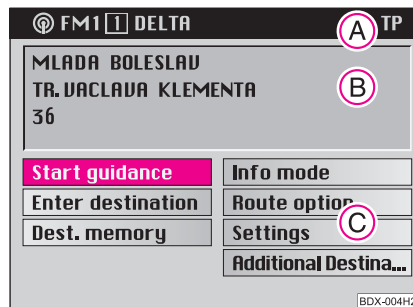 FM1 1 DELTA A TP
MLADA BOLESLAV
TR. VACLAVA KLEMENTA B
36
Start guidance Info mode
Enter destination Route option
Dest. memory Settings C
Additional Destina...
BDX-004H2